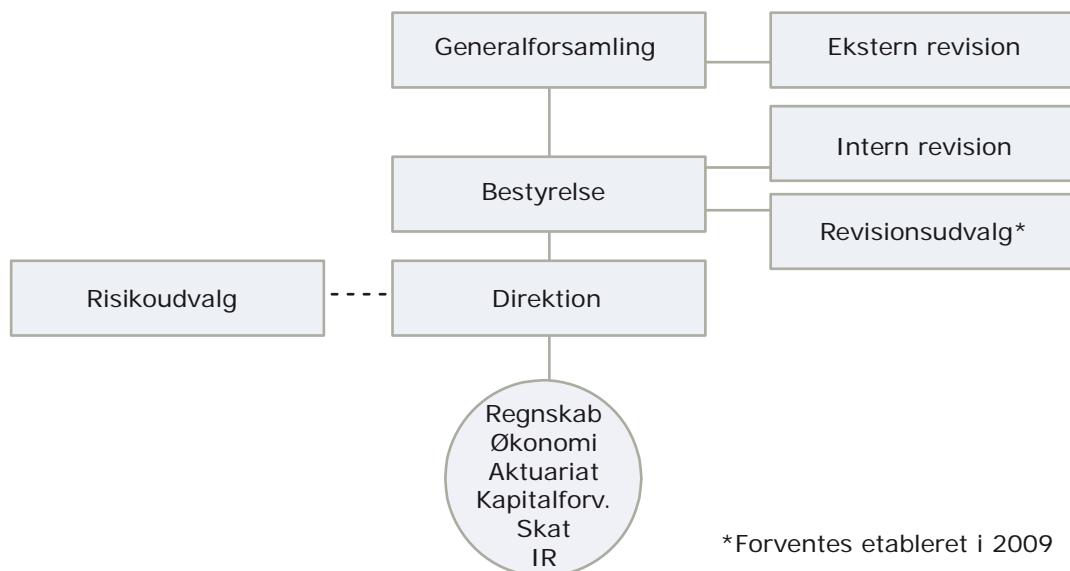 Generalforsamling
Ekstern revision
Intern revision
Bestyrelse
Revisionsudvalg*
Risikoudvalg
Direktion
Regnskab
Økonomi
Aktuariat
Kapitalforv.
Skat
IR
*Forventes etableret i 2009